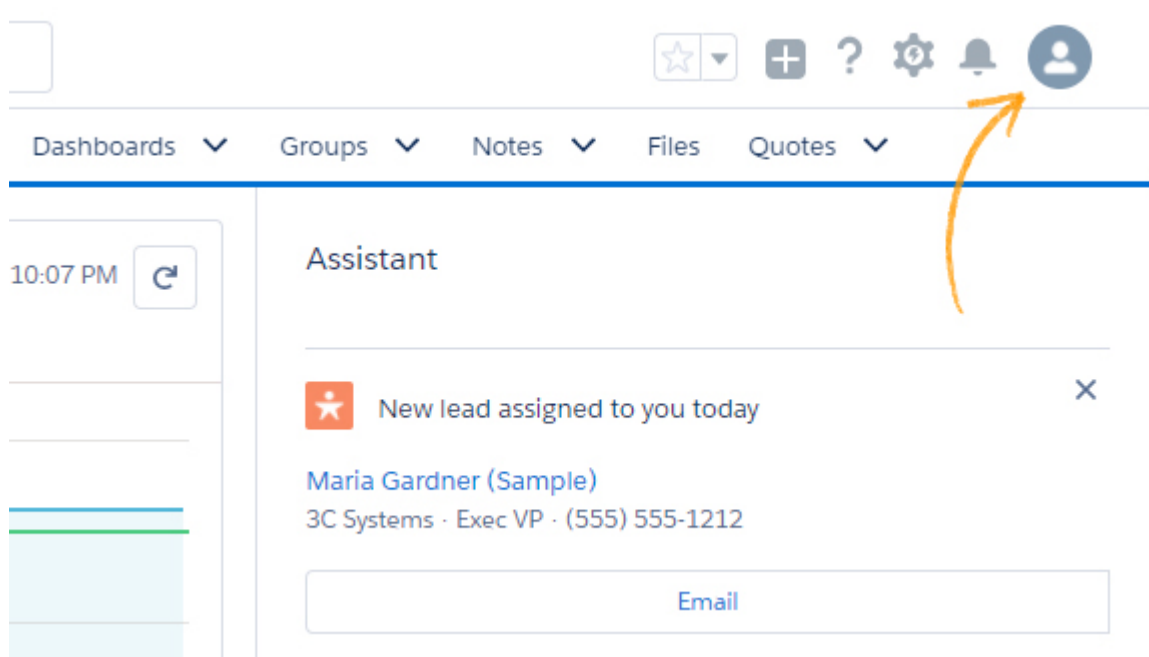 Dashboards Groups Notes Files Quotes
10:07 PM
Assistant
New lead assigned to you today
Maria Gardner (Sample)
3C Systems · Exec VP · (555) 555-1212
Email